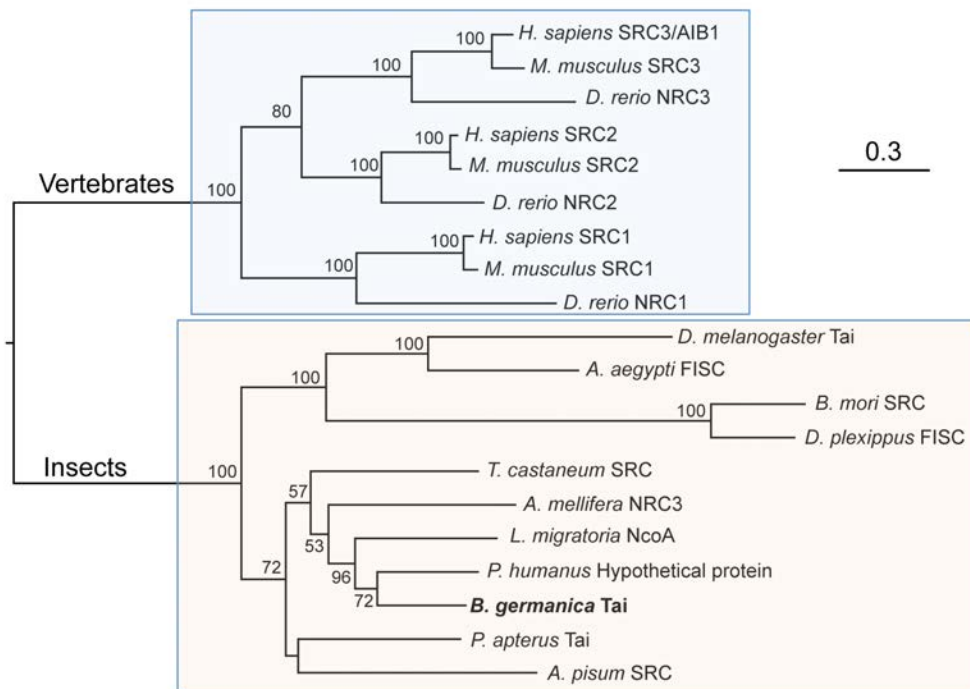 100
H. sapiens SRC3/AIB1
100
M. musculus SRC3
D. rerio NRC3
80
100
H. sapiens SRC2
100
M. musculus SRC2
D. rerio NRC2
0.3
Vertebrates
100
100
H. sapiens SRC1
100
M. musculus SRC1
D. rerio NRC1
100
D. melanogaster Tai
100
A. aegypti FISC
100
B. mori SRC
D. plexippus FISC
Insects
100
57
T. castaneum SRC
A. mellifera NRC3
53
L. migratoria NcoA
72
96
P. humanus Hypothetical protein
72
B. germanica Tai
P. apterus Tai
A. pisum SRC